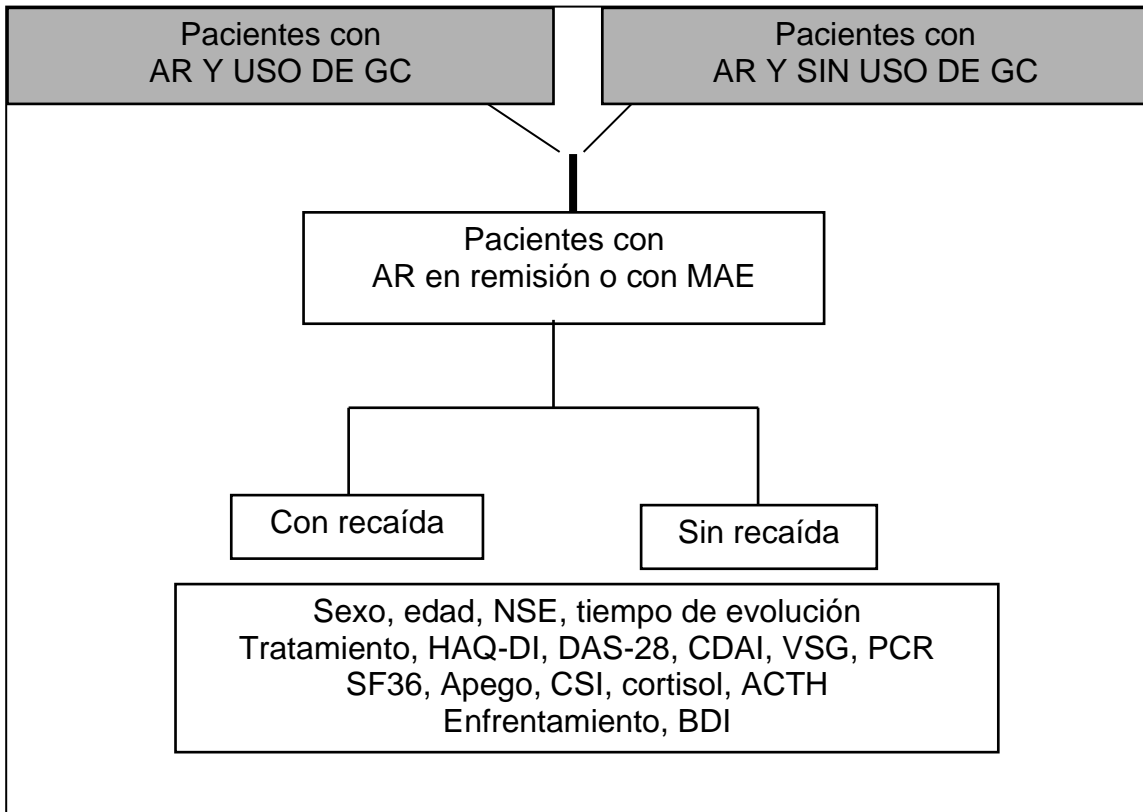 Pacientes con
AR Y USO DE GC
Pacientes con
AR Y SIN USO DE GC
Pacientes con
AR en remisión o con MAE
Con recaída
Sin recaída
Sexo, edad, NSE, tiempo de evolución
Tratamiento, HAQ-DI, DAS-28, CDAI, VSG, PCR
SF36, Apego, CSI, cortisol, ACTH
Enfrentamiento, BDI